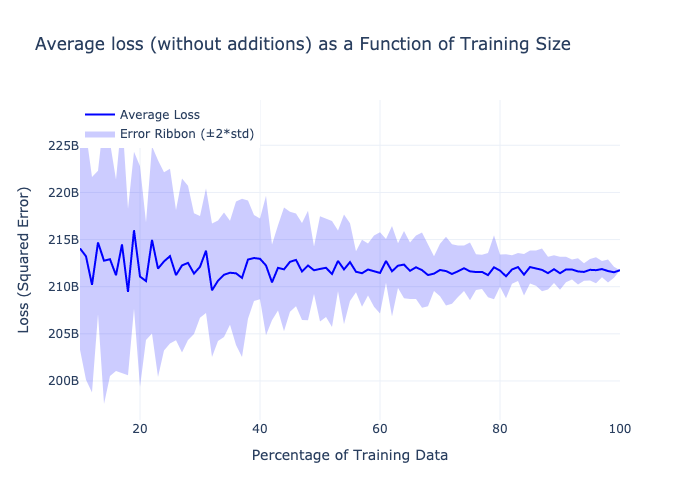 Average loss (without additions) as a Function of Training Size
Average Loss
Error Ribbon (±2*std)
225B
220B
215B
210B
205B
200B
Loss (Squared Error)
20
40
60
80
100
Percentage of Training Data